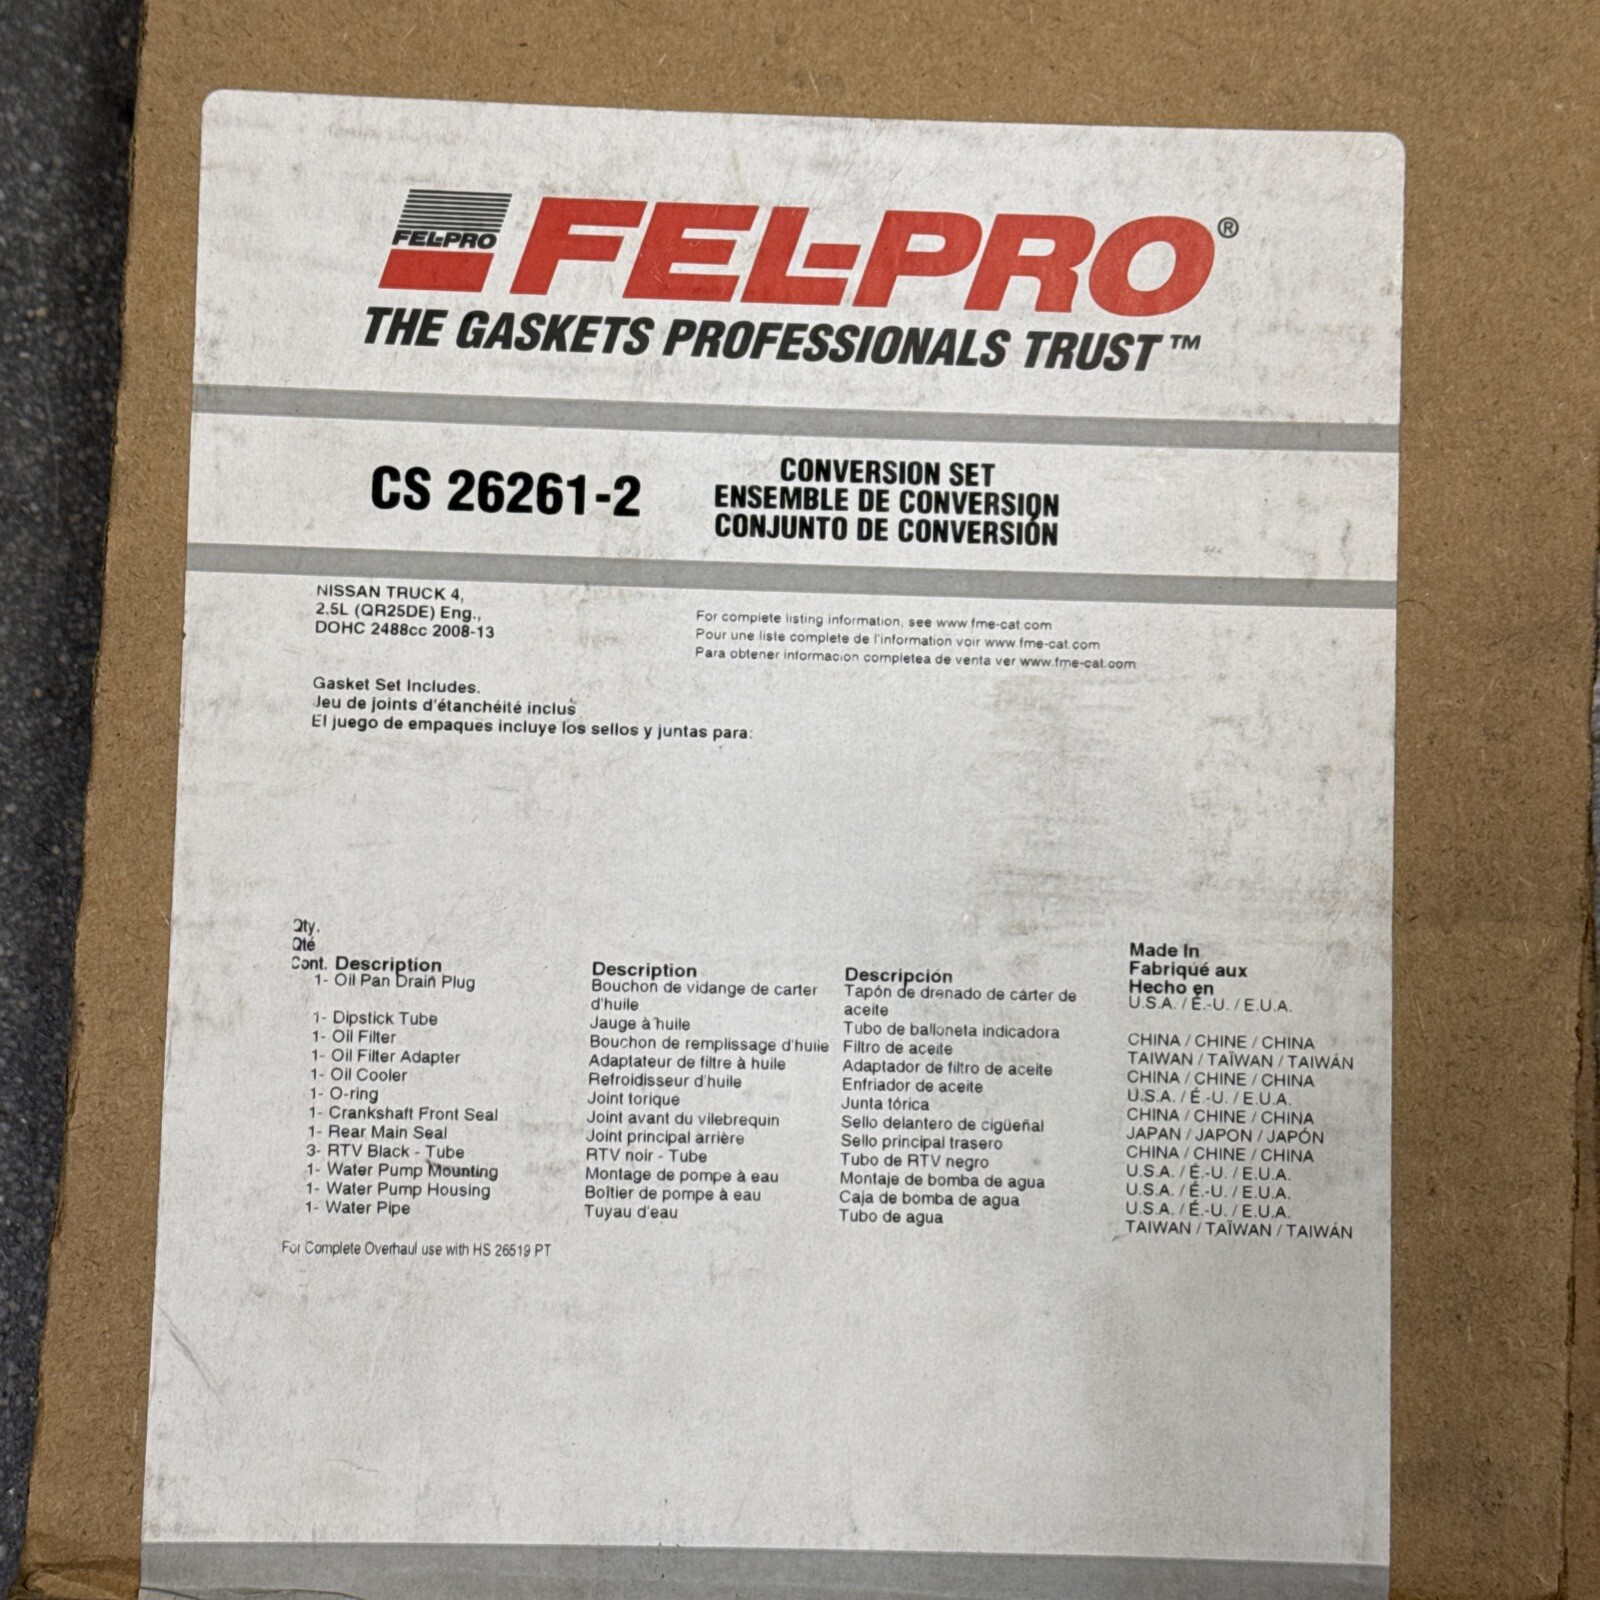 FEL-PRO
FEL-PRO®
THE GASKETS PROFESSIONALS TRUST™
CS 26261-2
CONVERSION SET
ENSEMBLE DE CONVERSION
CONJUNTO DE CONVERSIÓN
NISSAN TRUCK 4,
2.5L (QR25DE) Eng.,
DOHC 2488cc 2008-13
For complete listing information, see www.fme-cat.com
Pour une liste complete de l'information voir www.fme-cat.com
Para obtener informacion completea de venta ver www.fme-cat.com
Gasket Set Includes.
Jeu de joints d'étanchéité inclus
El juego de empaques incluye los sellos y juntas para:
Qty.
Qté
Cont. Description Description Descripción
Made In
Fabriqué aux
Hecho en
1- Oil Pan Drain Plug Bouchon de vidange de carter d'huile Tapón de drenado de cárter de aceite U.S.A. / É.-U. / E.U.A.
1- Dipstick Tube Jauge à huile Tubo de balloneta indicadora CHINA / CHINE / CHINA
1- Oil Filter Bouchon de remplissage d'huile Filtro de aceite TAIWAN / TAÏWAN / TAIWÁN
1- Oil Filter Adapter Adaptateur de filtre à huile Adaptador de filtro de aceite CHINA / CHINE / CHINA
1- Oil Cooler Refroidisseur d'huile Enfriador de aceite U.S.A. / É.-U. / E.U.A.
1- O-ring Joint torique Junta tórica CHINA / CHINE / CHINA
1- Crankshaft Front Seal Joint avant du vilebrequin Sello delantero de cigüeñal JAPAN / JAPON / JAPÓN
1- Rear Main Seal Joint principal arrière Sello principal trasero CHINA / CHINE / CHINA
3- RTV Black - Tube RTV noir - Tube Tubo de RTV negro U.S.A. / É.-U. / E.U.A.
1- Water Pump Mounting Montage de pompe à eau Montaje de bomba de agua U.S.A. / É.-U. / E.U.A.
1- Water Pump Housing Boîtier de pompe à eau Caja de bomba de agua U.S.A. / É.-U. / E.U.A.
1- Water Pipe Tuyau d'eau Tubo de agua TAIWAN / TAÏWAN / TAIWÁN
For Complete Overhaul use with HS 26519 PT